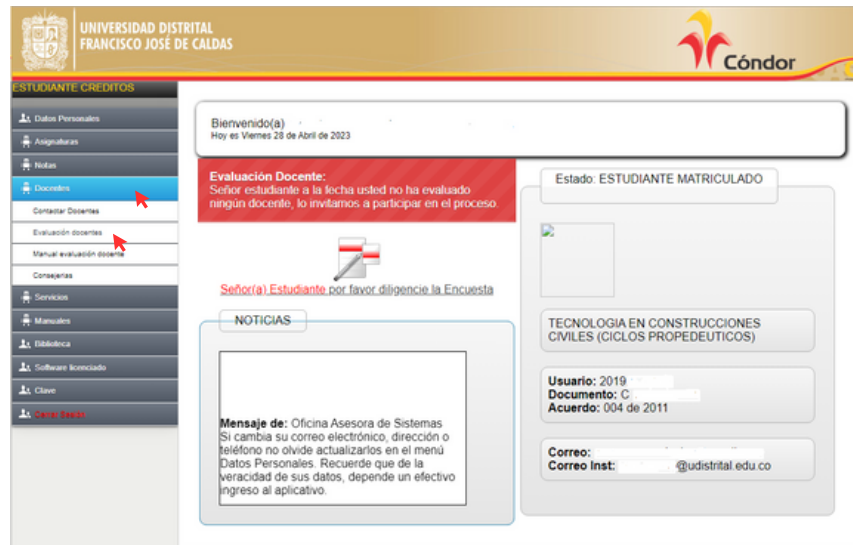 UNIVERSIDAD DISTRITAL
FRANCISCO JOSÉ DE CALDAS
Cóndor
ESTUDIANTE CREDITOS
Datos Personales
Asignaturas
Notas
Docentes
Contactar Docentes
Evaluación docentes
Manual evaluación docente
Consejerias
Servicios
Manuales
Biblioteca
Software licenciado
Clave
Cerrar Sesión
Bienvenido(a)
Hoy es Viernes 28 de Abril de 2023
Evaluación Docente:
Señor estudiante a la fecha usted no ha evaluado
ningún docente, lo invitamos a participar en el proceso.
Señor(a) Estudiante por favor diligencie la Encuesta
NOTICIAS
Mensaje de: Oficina Asesora de Sistemas
Si cambia su correo electrónico, dirección o
teléfono no olvide actualizarlos en el menú
Datos Personales. Recuerde que de la
veracidad de sus datos, depende un efectivo
ingreso al aplicativo.
Estado: ESTUDIANTE MATRICULADO
TECNOLOGIA EN CONSTRUCCIONES
CIVILES (CICLOS PROPEDEUTICOS)
Usuario: 2019
Documento: C
Acuerdo: 004 de 2011
Correo:
Correo Inst: @udistrital.edu.co